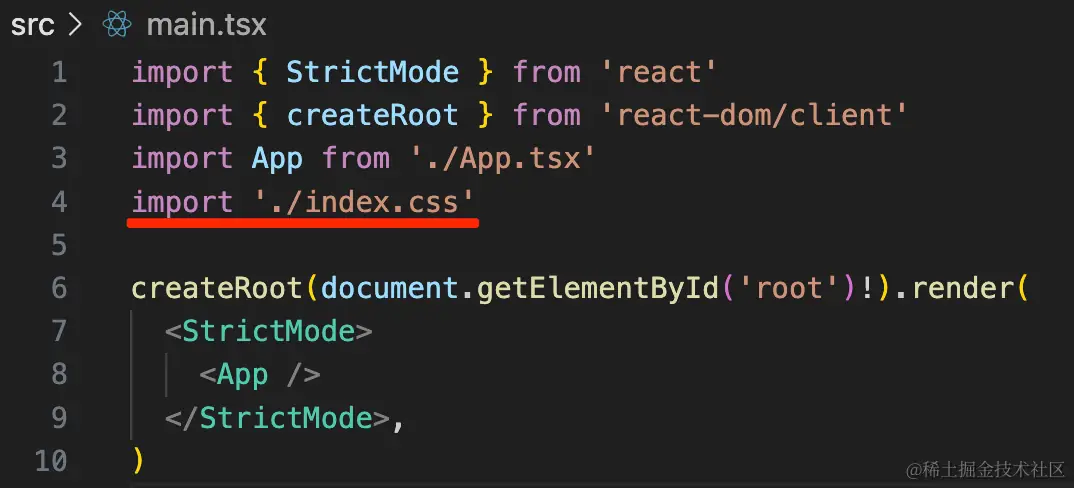 src > main.tsx
1 import { StrictMode } from 'react'
2 import { createRoot } from 'react-dom/client'
3 import App from './App.tsx'
4 import './index.css'
5
6 createRoot(document.getElementById('root')!).render(
7   <StrictMode>
8     <App />
9   </StrictMode>,
10 )
@稀土掘金技术社区